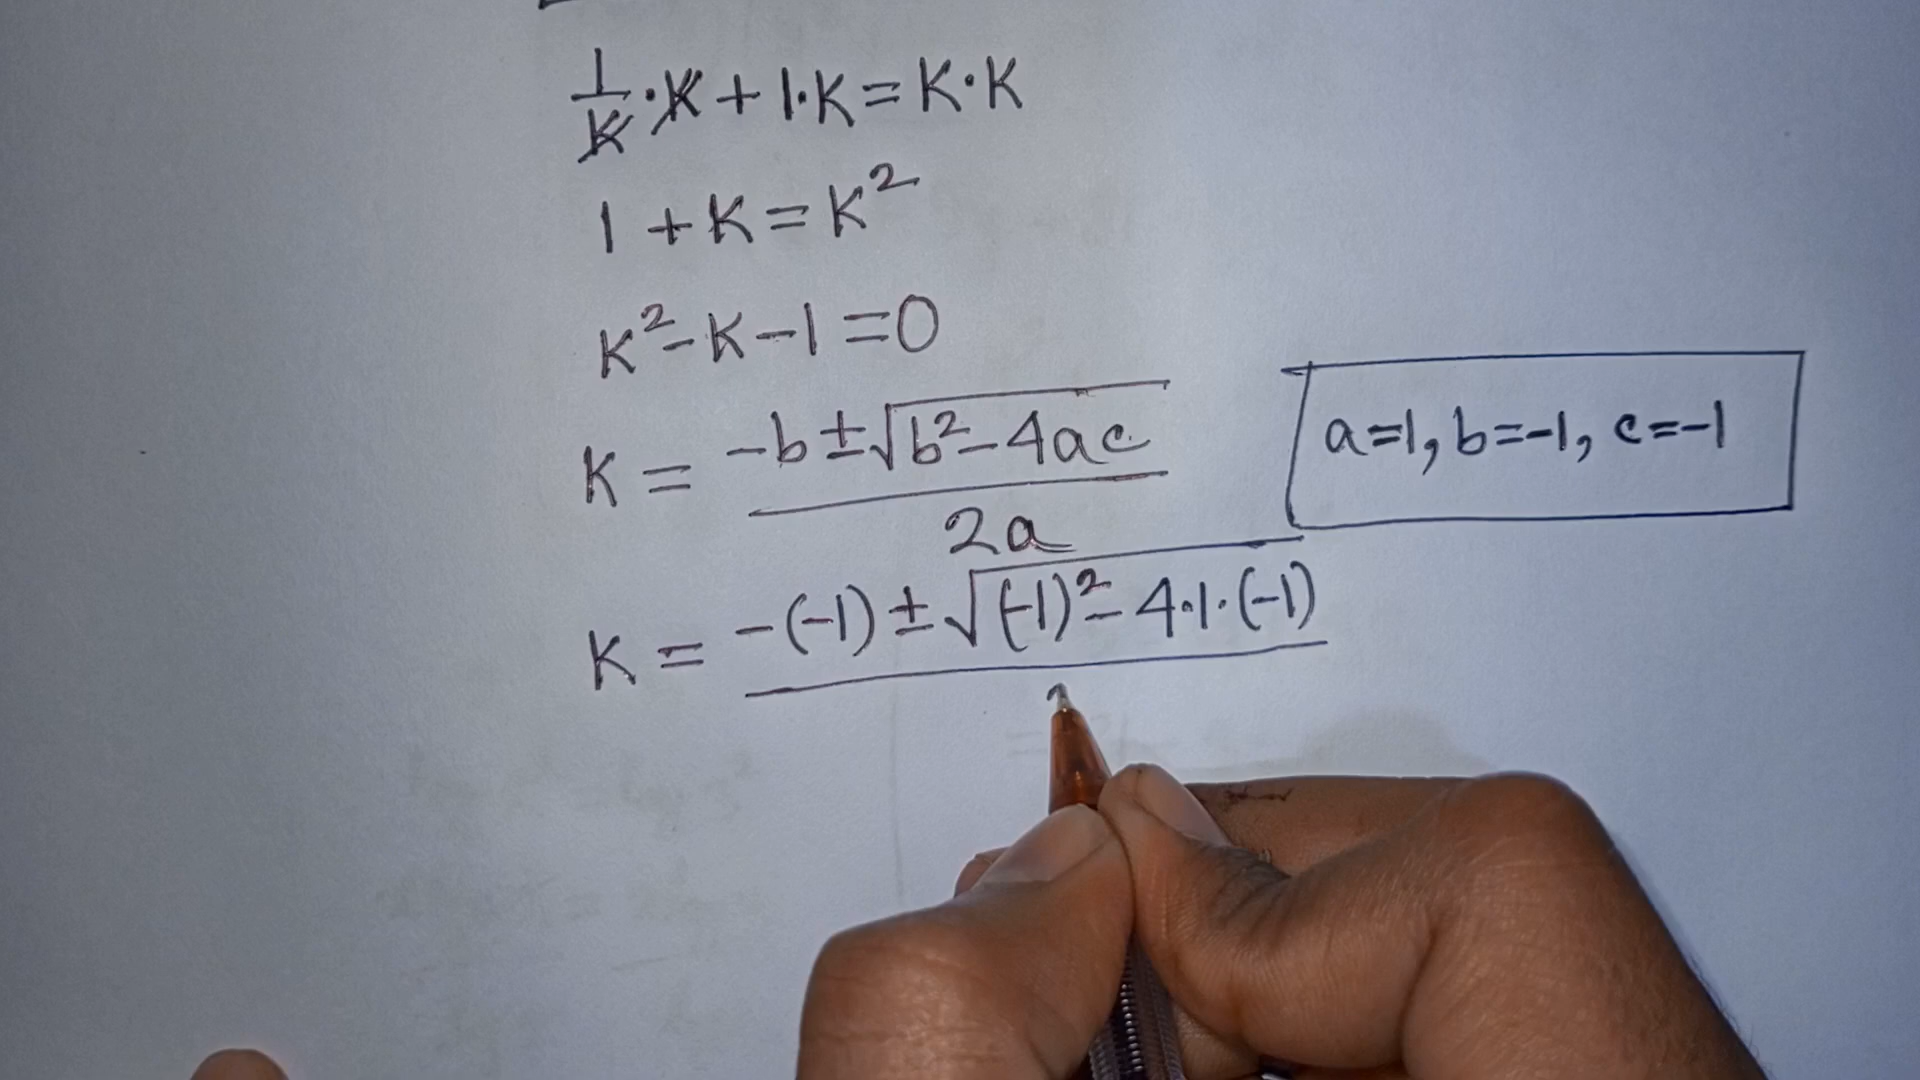 1/K·K+1·K=K·K
1+K=K²
K²-K-1=0
K = (-b±√(b²-4ac))/(2a)
a=1, b=-1, c=-1
K = -(-1)±√((-1)²-4·1·(-1))